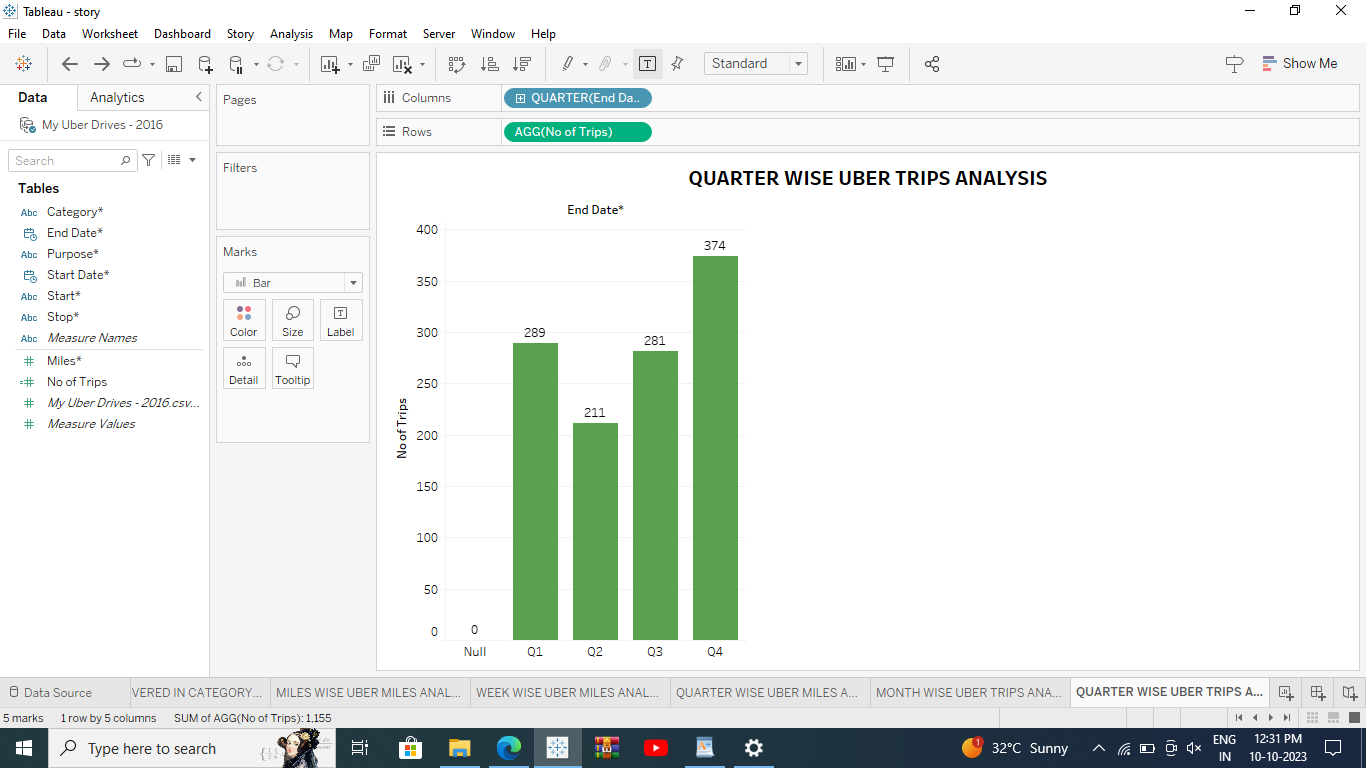 Tableau - story
File Data Worksheet Dashboard Story Analysis Map Format Server Window Help
Standard
Show Me
Data Analytics
My Uber Drives - 2016
Search
Tables
Abc Category*
End Date*
Abc Purpose*
Start Date*
Abc Start*
Abc Stop*
Abc Measure Names
# Miles*
=# No of Trips
# My Uber Drives - 2016.csv...
# Measure Values
Pages
Filters
Marks
Bar
Color Size Label
Detail Tooltip
Columns QUARTER(End Da..
Rows AGG(No of Trips)
QUARTER WISE UBER TRIPS ANALYSIS
End Date*
No of Trips
400
350
300
250
200
150
100
50
0
0 289 211 281 374
Null Q1 Q2 Q3 Q4
Data Source VERED IN CATEGORY... MILES WISE UBER MILES ANAL... WEEK WISE UBER MILES ANAL... QUARTER WISE UBER MILES A... MONTH WISE UBER TRIPS ANA... QUARTER WISE UBER TRIPS A...
5 marks 1 row by 5 columns SUM of AGG(No of Trips): 1,155
Type here to search
1
32°C Sunny
ENG
IN
12:31 PM
10-10-2023